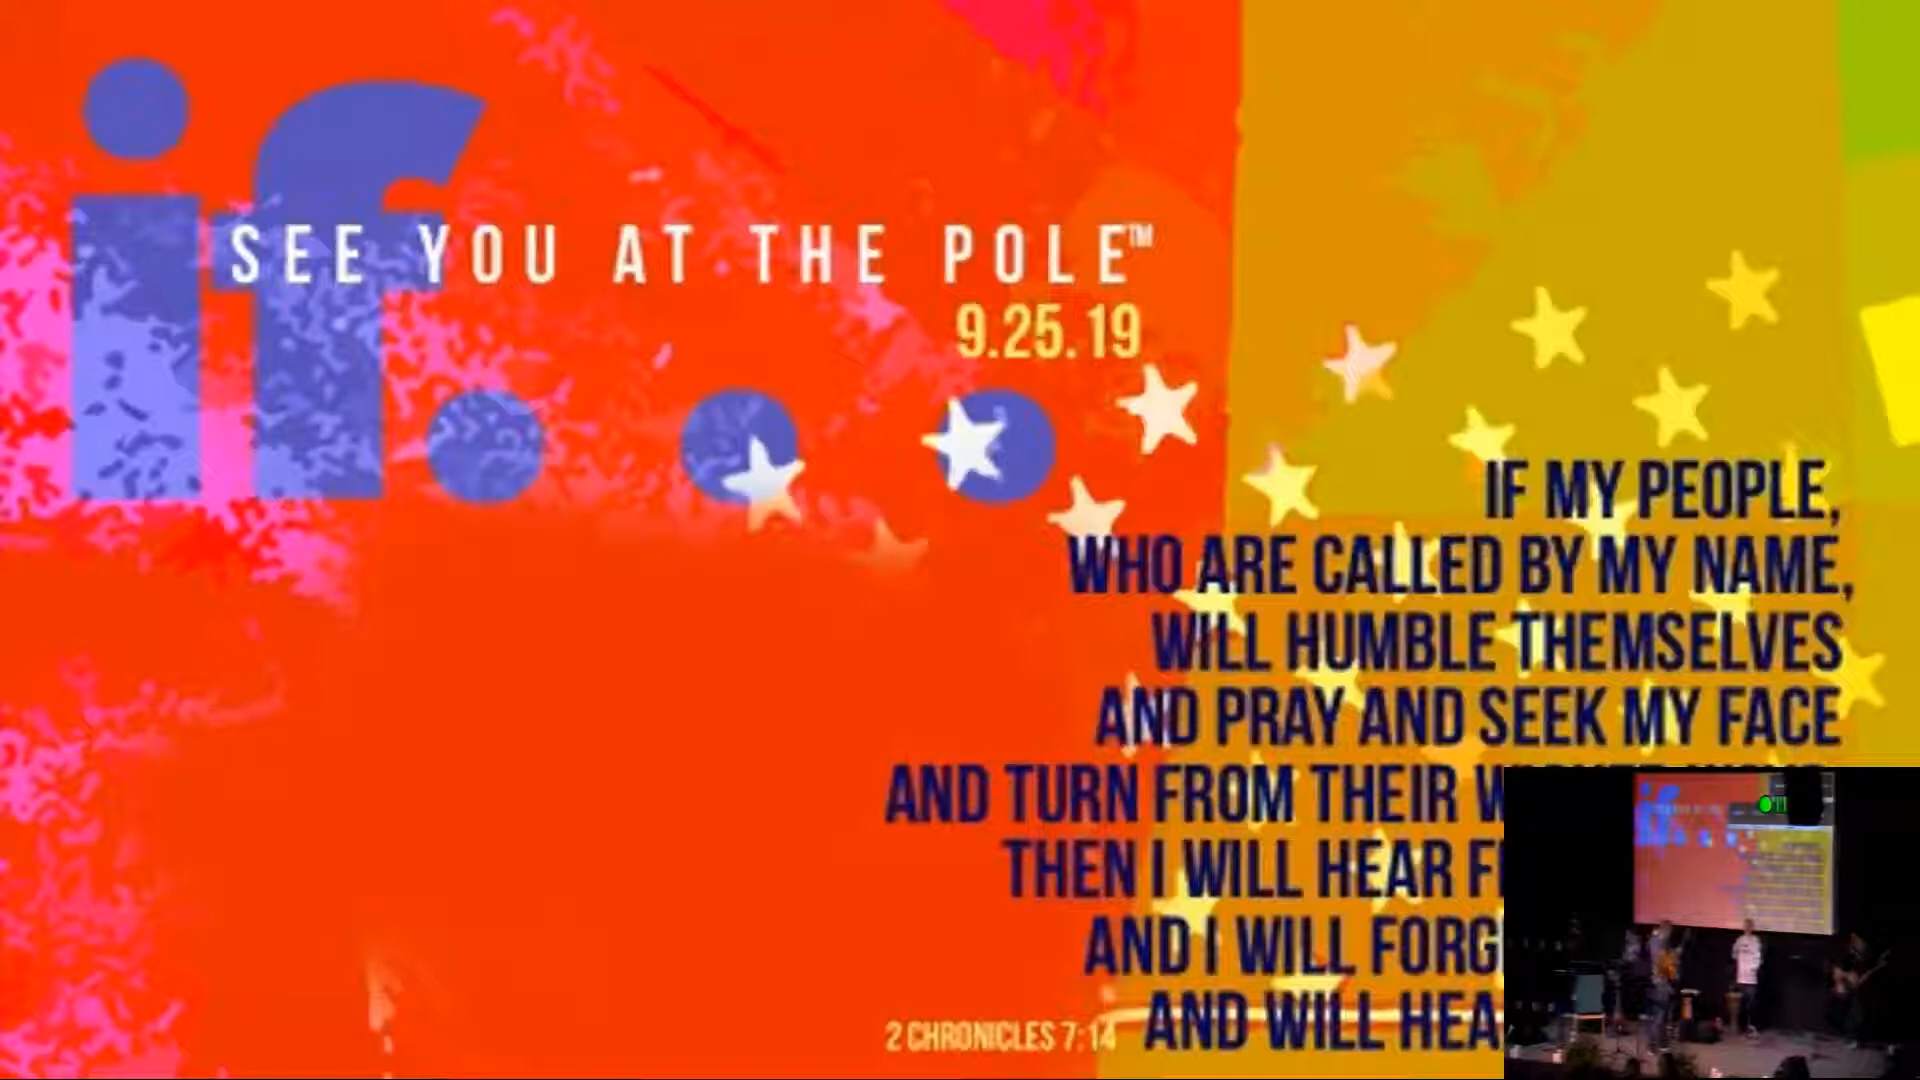 if...
SEE YOU AT THE POLE™
9.25.19
IF MY PEOPLE,
WHO ARE CALLED BY MY NAME,
WILL HUMBLE THEMSELVES
AND PRAY AND SEEK MY FACE
AND TURN FROM THEIR
THEN I WILL HEAR
AND I WILL
AND WILL
2 CHRONICLES 7:14